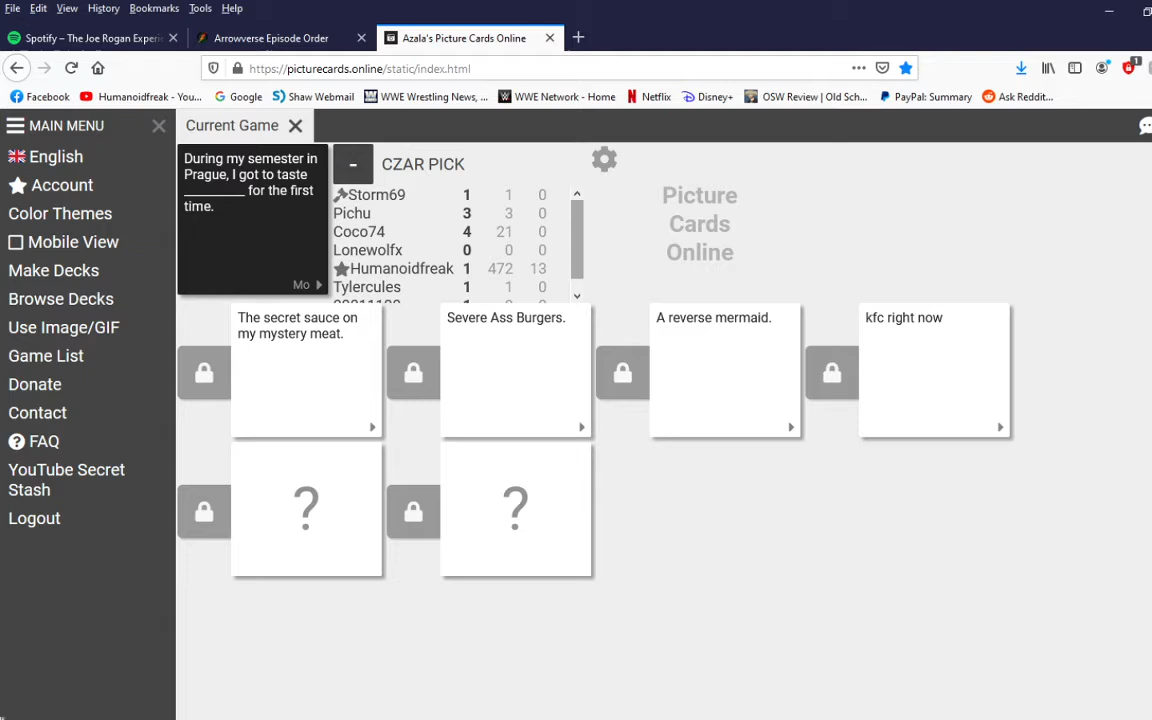 File Edit View History Bookmarks Tools Help
Spotify – The Joe Rogan Experi
Arrowverse Episode Order
Azala's Picture Cards Online
https://picturecards.online/static/index.html
1
Facebook
Humanoidfreak - You...
Google
Shaw Webmail
WWE Wrestling News, ...
WWE Network - Home
Netflix
Disney+
OSW Review | Old Sch...
PayPal: Summary
Ask Reddit...
MAIN MENU
Current Game
English
Account
Color Themes
Mobile View
Make Decks
Browse Decks
Use Image/GIF
Game List
Donate
Contact
FAQ
YouTube Secret
Stash
Logout
During my semester in
Prague, I got to taste
__________ for the first
time.
Mo
-
CZAR PICK
Storm69 1 1 0
Pichu 3 3 0
Coco74 4 21 0
Lonewolfx 0 0 0
Humanoidfreak 1 472 13
Tylercules 1 1 0
Picture
Cards
Online
The secret sauce on
my mystery meat.
Severe Ass Burgers.
A reverse mermaid.
kfc right now
?
?